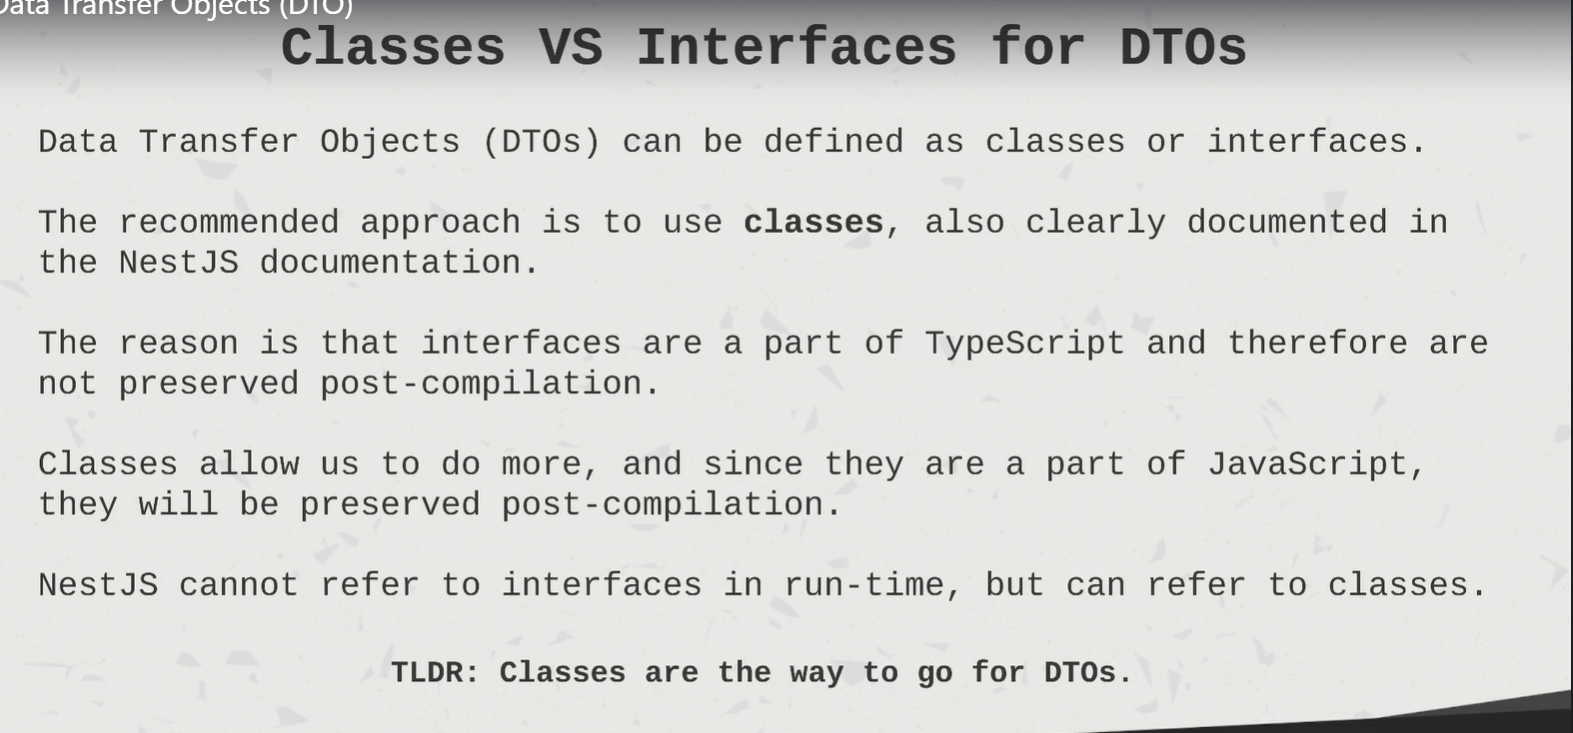 Data Transfer Objects (DTO)
Classes VS Interfaces for DTOs
Data Transfer Objects (DTOs) can be defined as classes or interfaces.
The recommended approach is to use classes, also clearly documented in
the NestJS documentation.
The reason is that interfaces are a part of TypeScript and therefore are
not preserved post-compilation.
Classes allow us to do more, and since they are a part of JavaScript,
they will be preserved post-compilation.
NestJS cannot refer to interfaces in run-time, but can refer to classes.
TLDR: Classes are the way to go for DTOs.